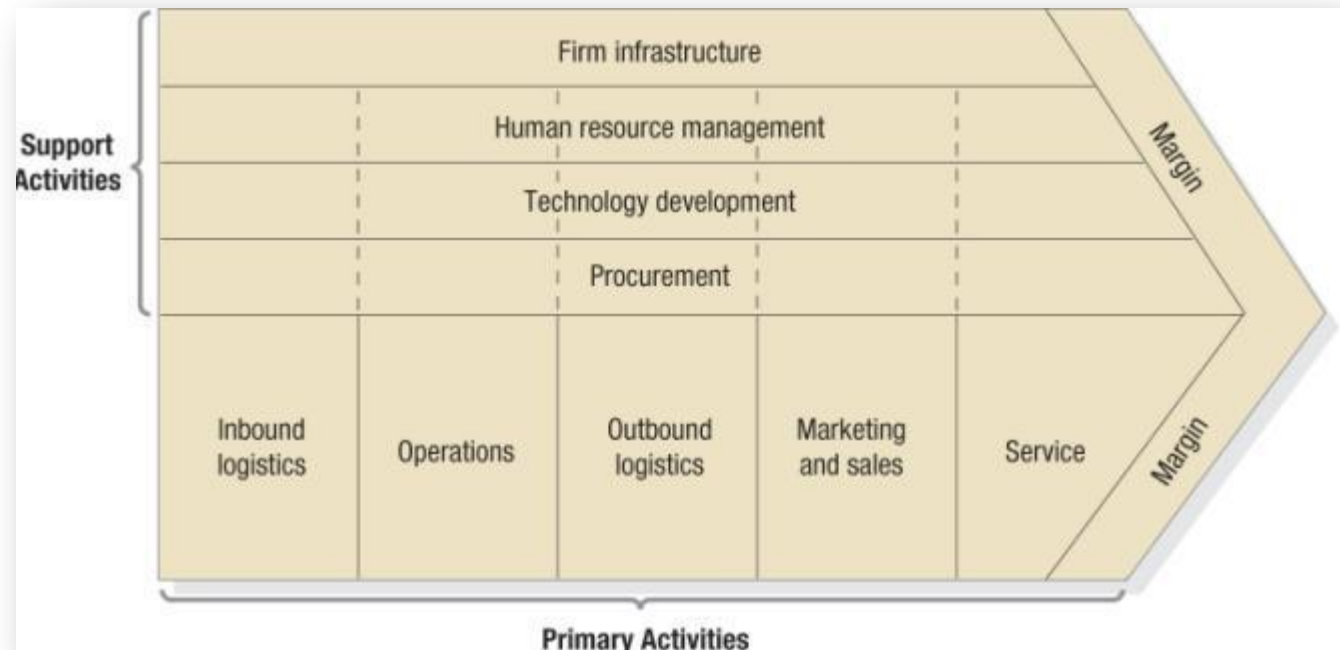 Firm infrastructure
Human resource management
Technology development
Procurement
Support
Activities
Margin
Inbound
logistics
Operations
Outbound
logistics
Marketing
and sales
Service
Margin
Primary Activities